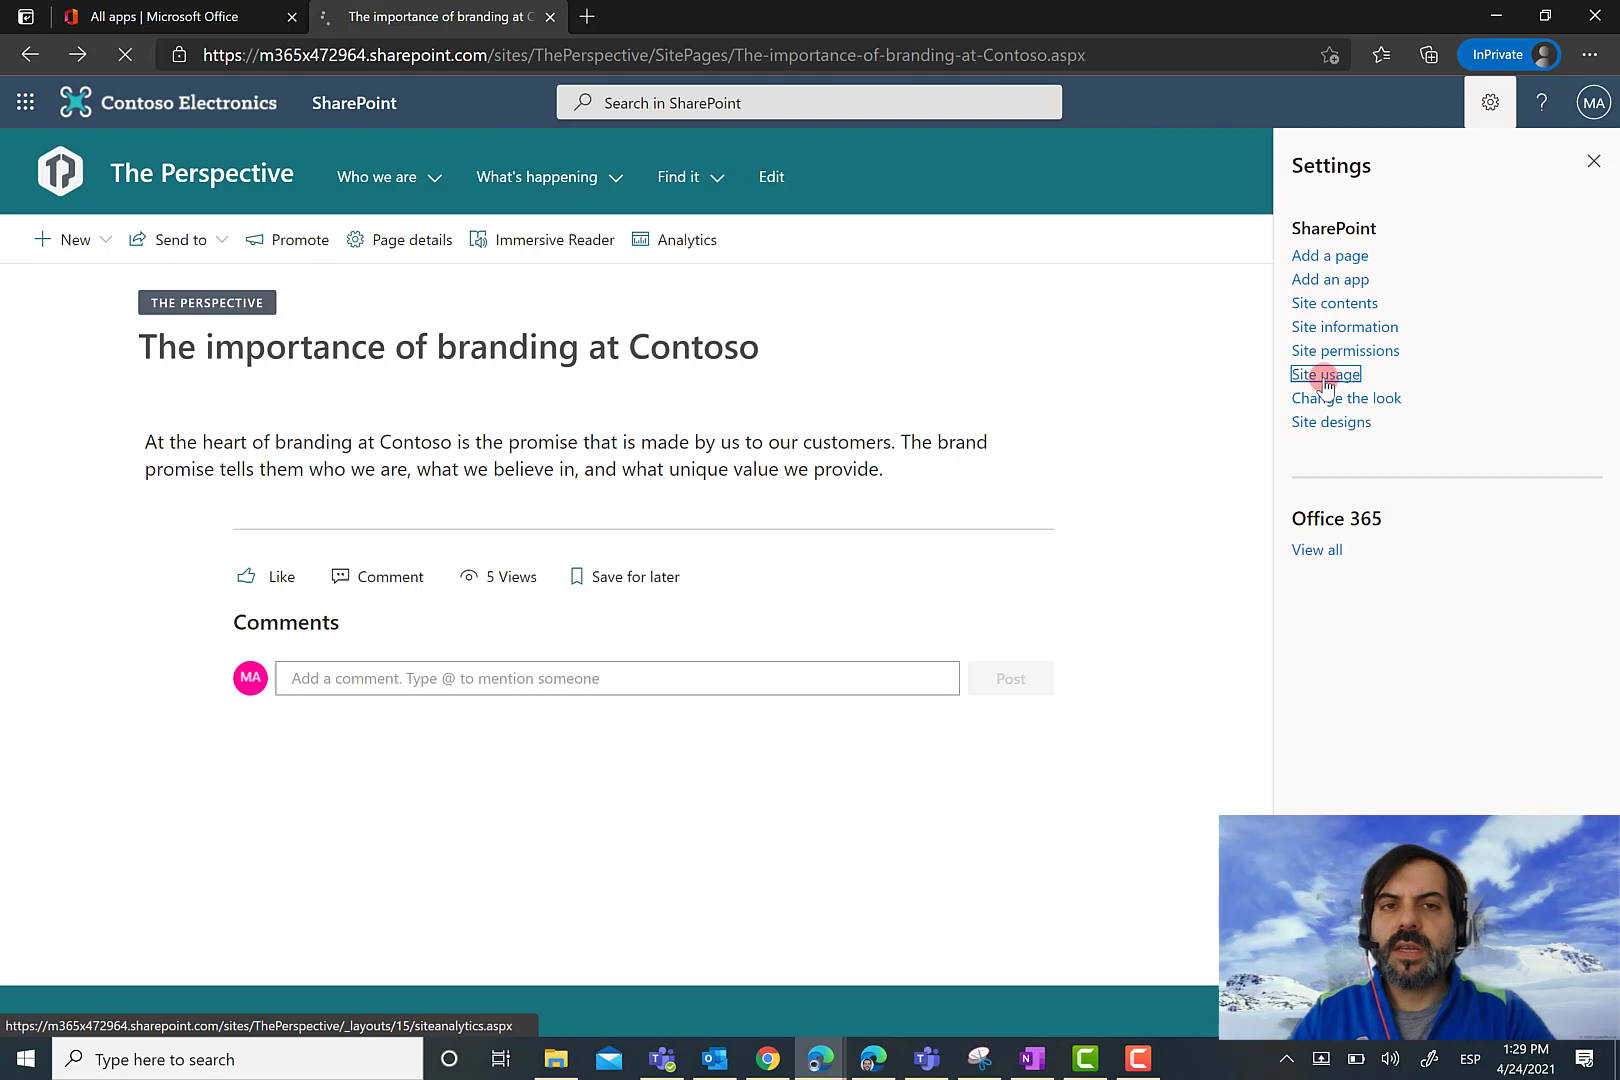 All apps | Microsoft Office
The importance of branding at C
https://m365x472964.sharepoint.com/sites/ThePerspective/SitePages/The-importance-of-branding-at-Contoso.aspx
InPrivate
Contoso Electronics
SharePoint
Search in SharePoint
?
MA
The Perspective
Who we are
What's happening
Find it
Edit
New
Send to
Promote
Page details
Immersive Reader
Analytics
THE PERSPECTIVE
The importance of branding at Contoso
At the heart of branding at Contoso is the promise that is made by us to our customers. The brand
promise tells them who we are, what we believe in, and what unique value we provide.
Like
Comment
5 Views
Save for later
Comments
MA
Add a comment. Type @ to mention someone
Post
Settings
SharePoint
Add a page
Add an app
Site contents
Site information
Site permissions
Site usage
Change the look
Site designs
Office 365
View all
https://m365x472964.sharepoint.com/sites/ThePerspective/_layouts/15/siteanalytics.aspx
Type here to search
ESP
1:29 PM
4/24/2021